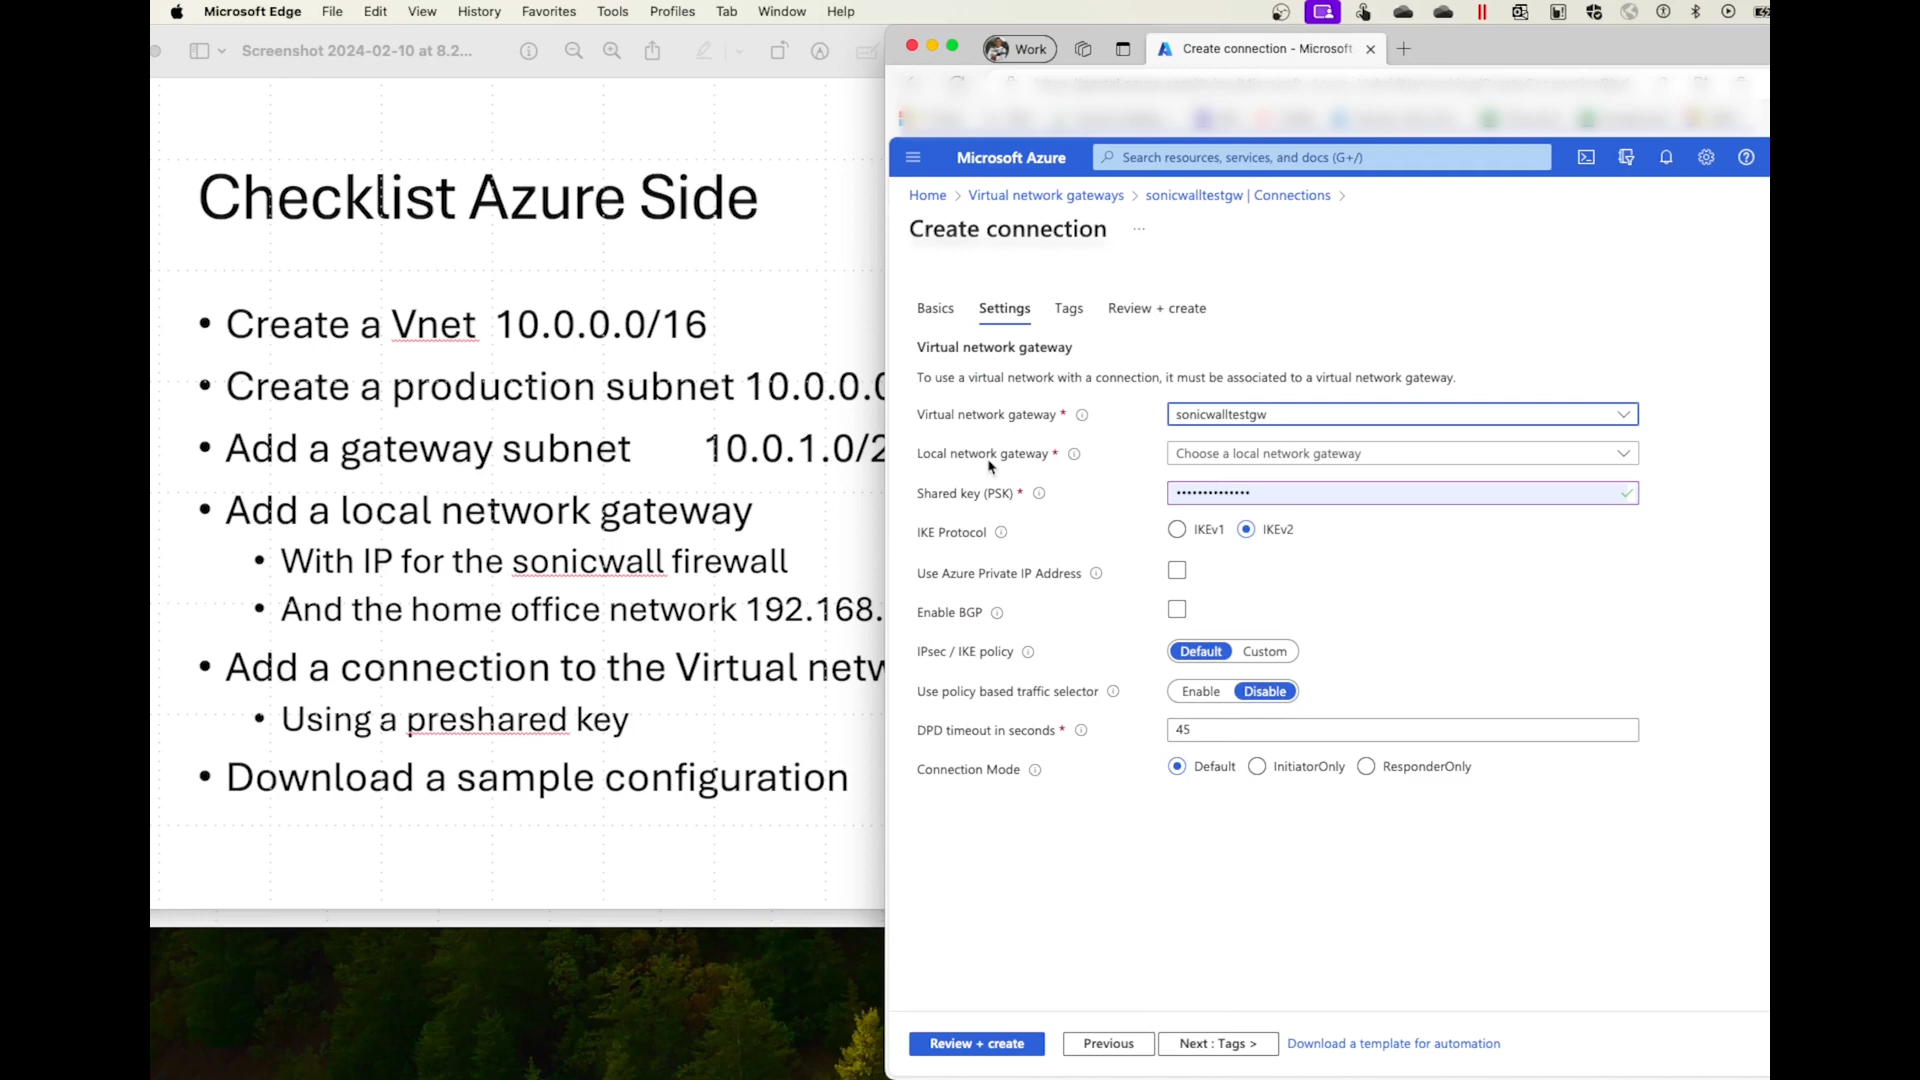 Microsoft Edge File Edit View History Favorites Tools Profiles Tab Window Help
Screenshot 2024-02-10 at 8.2...
Work
Create connection - Microsoft
Checklist Azure Side
• Create a Vnet 10.0.0.0/16
• Create a production subnet 10.0.0.0
• Add a gateway subnet 10.0.1.0/2
• Add a local network gateway
• With IP for the sonicwall firewall
• And the home office network 192.168.
• Add a connection to the Virtual netw
• Using a preshared key
• Download a sample configuration
Microsoft Azure
Search resources, services, and docs (G+/)
Home > Virtual network gateways > sonicwalltestgw | Connections >
Create connection ...
Basics Settings Tags Review + create
Virtual network gateway
To use a virtual network with a connection, it must be associated to a virtual network gateway.
Virtual network gateway * sonicwalltestgw
Local network gateway * Choose a local network gateway
Shared key (PSK) * ••••••••••••••
IKE Protocol IKEv1 IKEv2
Use Azure Private IP Address
Enable BGP
IPsec / IKE policy Default Custom
Use policy based traffic selector Enable Disable
DPD timeout in seconds * 45
Connection Mode Default InitiatorOnly ResponderOnly
Review + create Previous Next : Tags > Download a template for automation